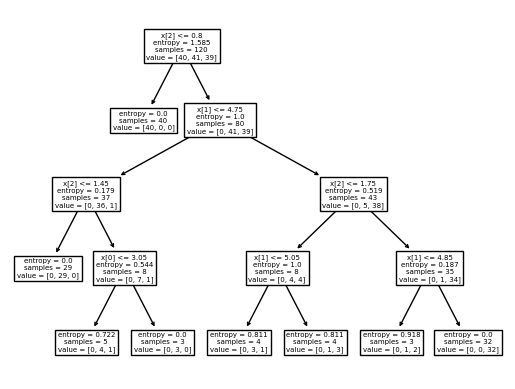 x[2] <= 0.8
entropy = 1.585
samples = 120
value = [40, 41, 39]
entropy = 0.0
samples = 40
value = [40, 0, 0]
x[1] <= 4.75
entropy = 1.0
samples = 80
value = [0, 41, 39]
x[2] <= 1.45
entropy = 0.179
samples = 37
value = [0, 36, 1]
x[2] <= 1.75
entropy = 0.519
samples = 43
value = [0, 5, 38]
entropy = 0.0
samples = 29
value = [0, 29, 0]
x[0] <= 3.05
entropy = 0.544
samples = 8
value = [0, 7, 1]
x[1] <= 5.05
entropy = 1.0
samples = 8
value = [0, 4, 4]
x[1] <= 4.85
entropy = 0.187
samples = 35
value = [0, 1, 34]
entropy = 0.722
samples = 5
value = [0, 4, 1]
entropy = 0.0
samples = 3
value = [0, 3, 0]
entropy = 0.811
samples = 4
value = [0, 3, 1]
entropy = 0.811
samples = 4
value = [0, 1, 3]
entropy = 0.918
samples = 3
value = [0, 1, 2]
entropy = 0.0
samples = 32
value = [0, 0, 32]